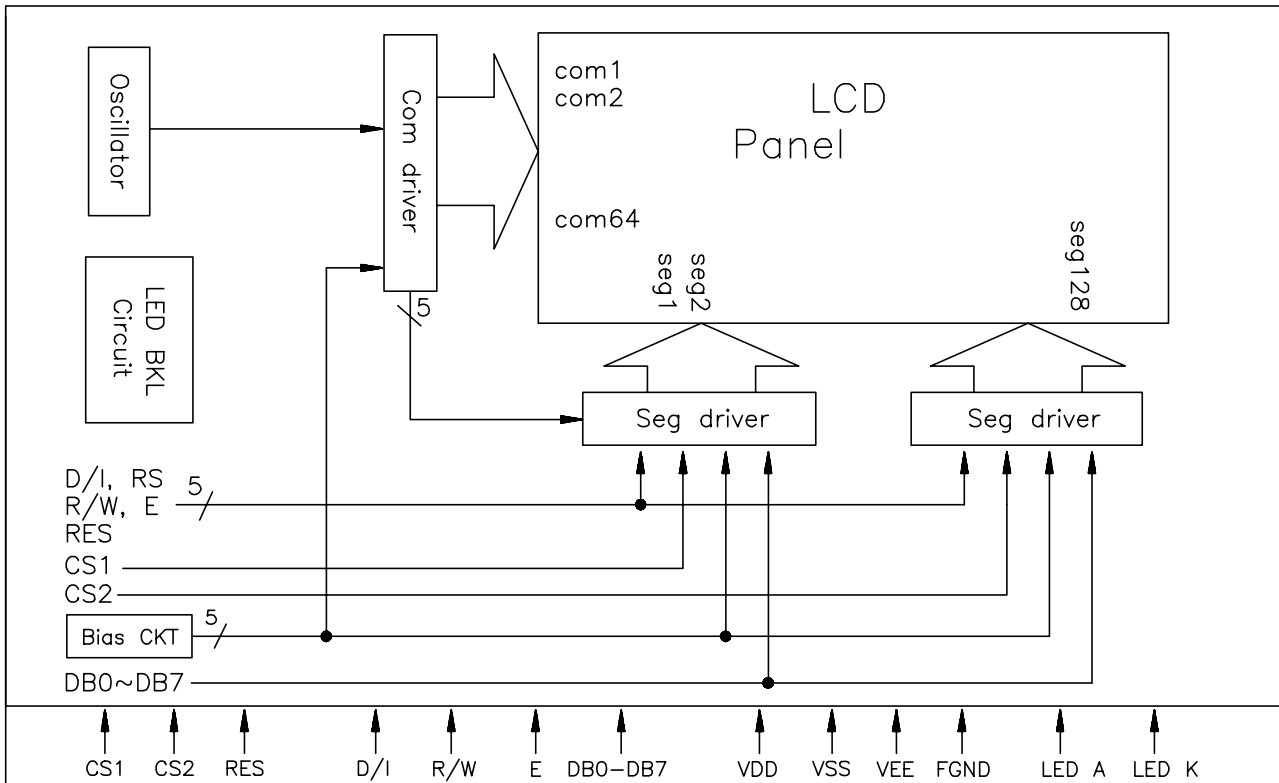 Oscillator
Com driver
com1
com2
LCD
Panel
com64
seg1
seg2
seg128
LED BKL
Circuit
5
Seg driver
Seg driver
D/I, RS
R/W, E
RES
5
CS1
CS2
Bias CKT
5
DB0~DB7
CS1 CS2 RES D/I R/W E DB0-DB7 VDD VSS VEE FGND LED A LED K